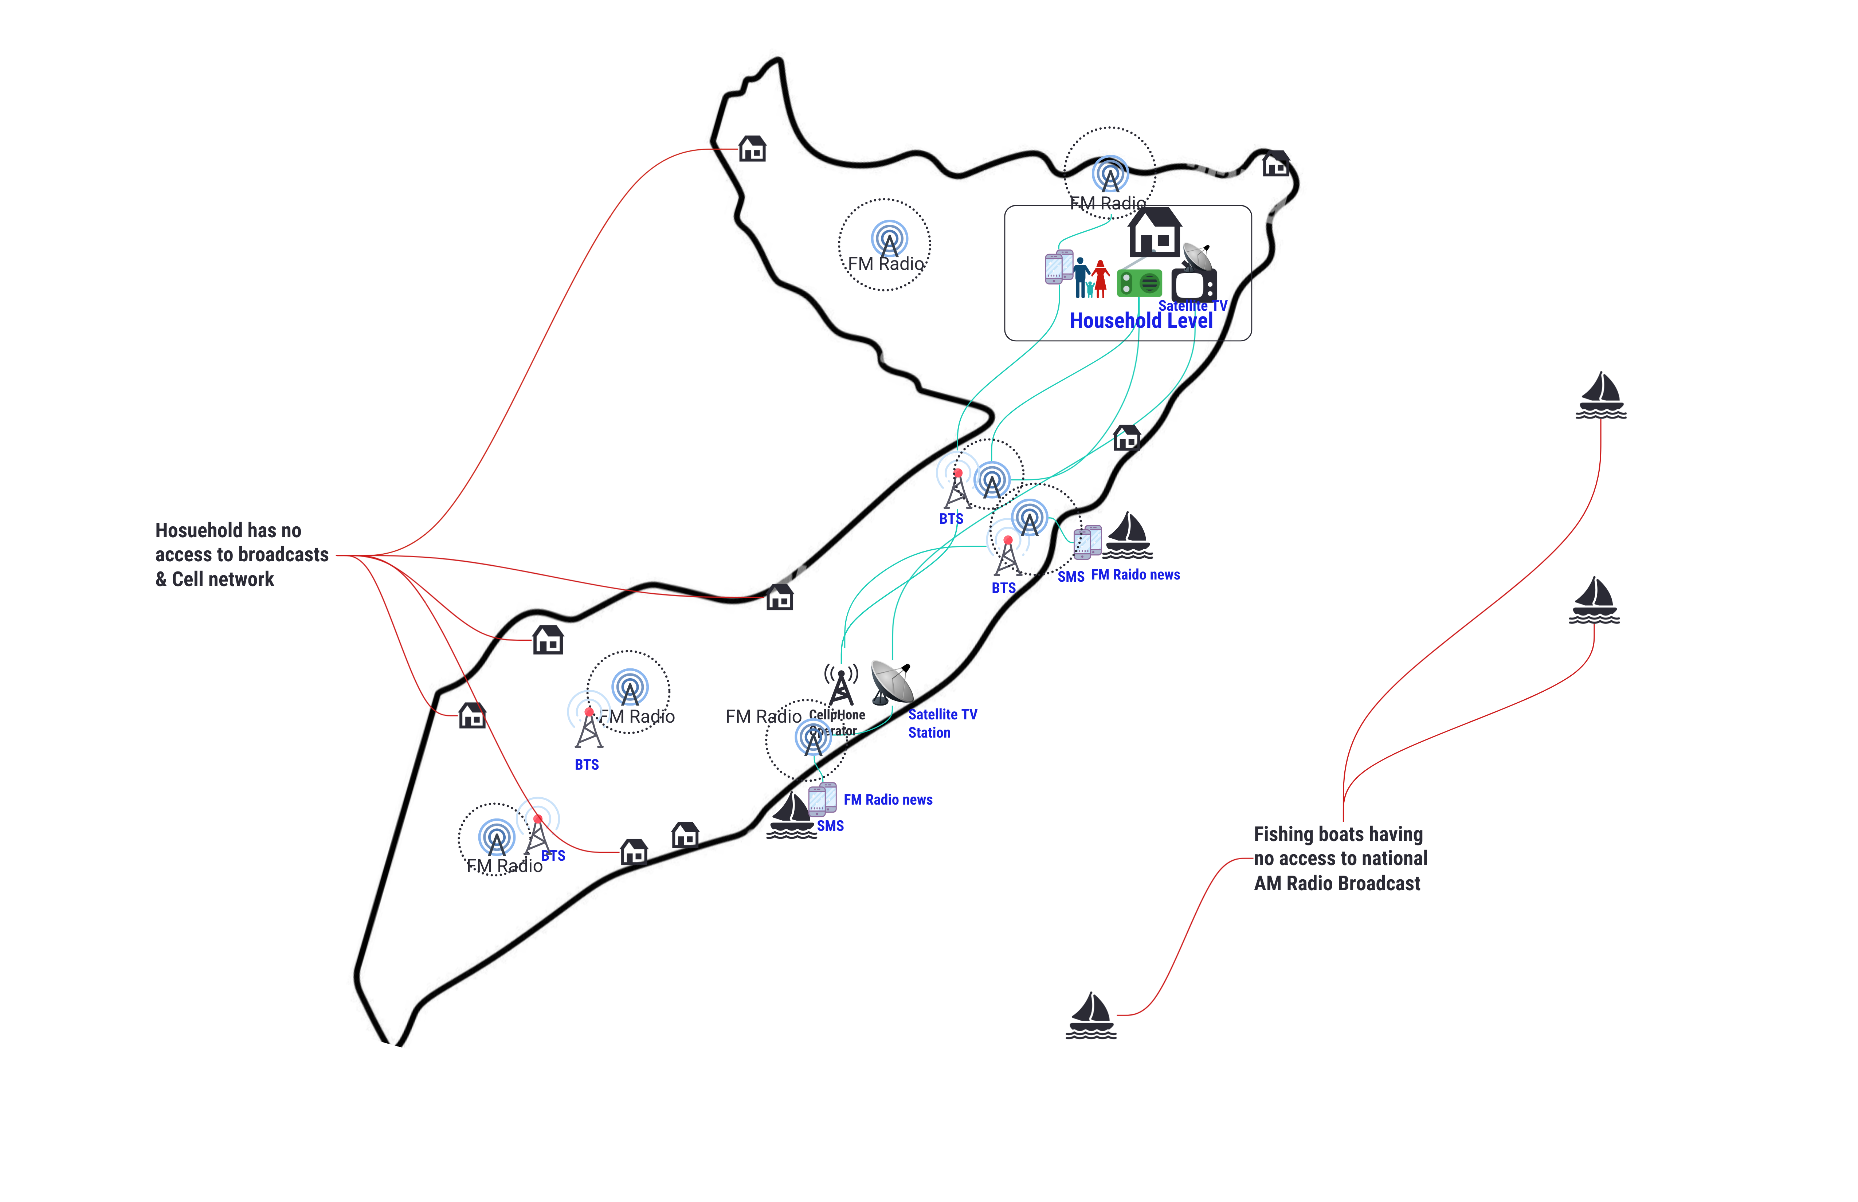 FM Radio
FM Radio
Satellite TV
Household Level
BTS
BTS
SMS
FM Raido news
Hosuehold has no
access to broadcasts
& Cell network
FM Radio
BTS
FM Radio
CellpHone
Operator
Satellite TV
Station
FM Radio news
SMS
FM Radio
BTS
Fishing boats having
no access to national
AM Radio Broadcast